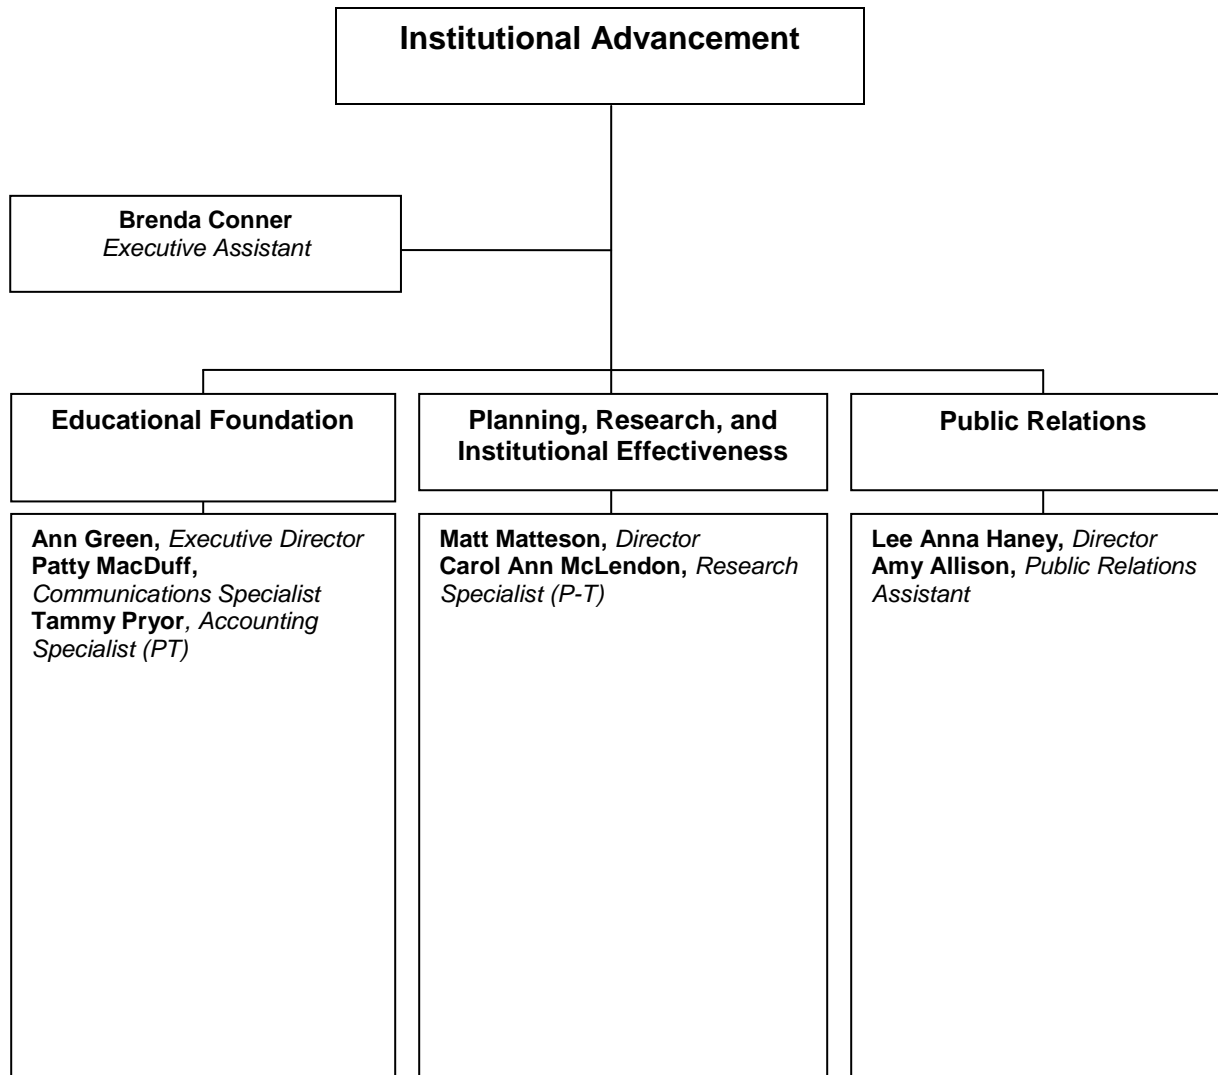 Institutional Advancement
Brenda Conner
Executive Assistant
Educational Foundation
Planning, Research, and
Institutional Effectiveness
Public Relations
Ann Green, Executive Director
Patty MacDuff,
Communications Specialist
Tammy Pryor, Accounting
Specialist (PT)
Matt Matteson, Director
Carol Ann McLendon, Research
Specialist (P-T)
Lee Anna Haney, Director
Amy Allison, Public Relations
Assistant